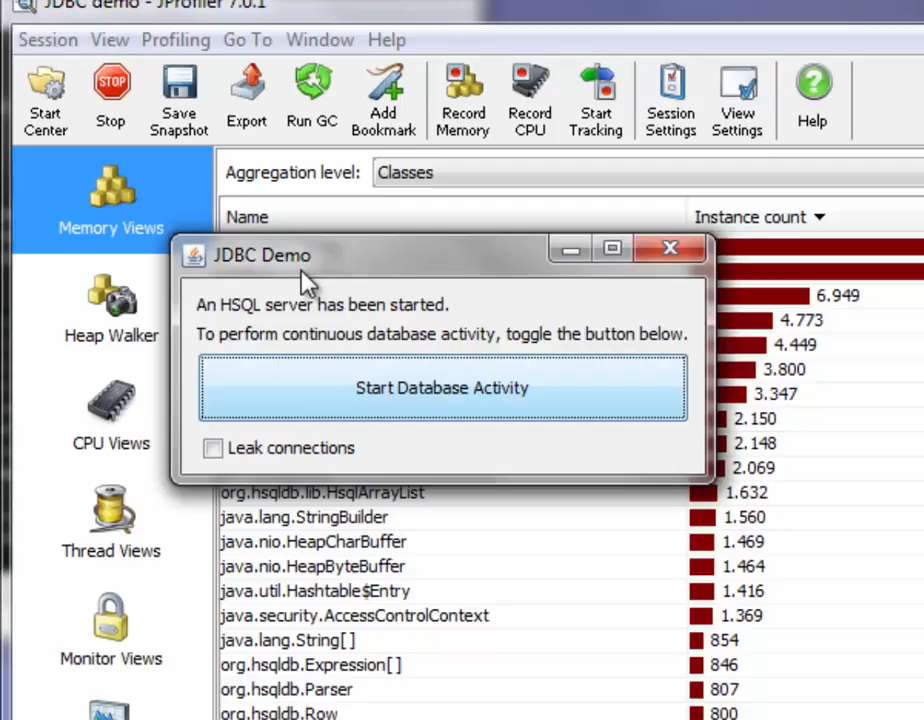 JDBC demo - JProfiler 7.0.1
Session View Profiling Go To Window Help
Start Center
Stop
Save Snapshot
Export
Run GC
Add Bookmark
Record Memory
Record CPU
Start Tracking
Session Settings
View Settings
Help
Memory Views
Heap Walker
CPU Views
Thread Views
Monitor Views
Aggregation level: Classes
Name Instance count
JDBC Demo
An HSQL server has been started.
To perform continuous database activity, toggle the button below.
Start Database Activity
Leak connections
6.949
4.773
4.449
3.800
3.347
2.150
2.148
2.069
org.hsqldb.lib.HsqlArrayList 1.632
java.lang.StringBuilder 1.560
java.nio.HeapCharBuffer 1.469
java.nio.HeapByteBuffer 1.464
java.util.Hashtable$Entry 1.416
java.security.AccessControlContext 1.369
java.lang.String[] 854
org.hsqldb.Expression[] 846
org.hsqldb.Parser 807
org.hsqldb.Row 800